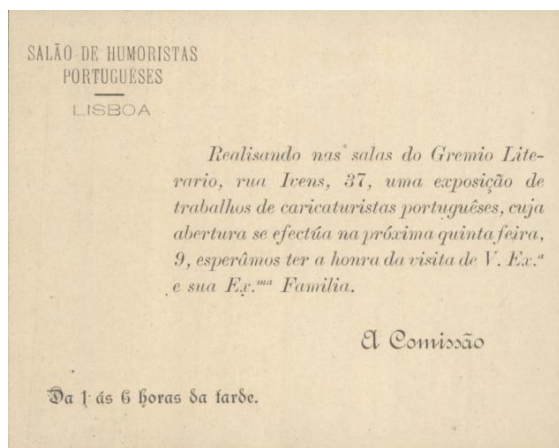 SALÃO DE HUMORISTAS
PORTUGUESES
LISBOA
Realisando nas salas do Gremio Lite-
rario, rua Ivens, 37, uma exposição de
trabalhos de caricaturistas portuguêses, cuja
abertura se efectúa na próxima quinta feira,
9, esperâmos ter a honra da visita de V. Ex.ª
e sua Ex.ᵐᵃ Familia.
A Comissão
Da 1 ás 6 horas da tarde.